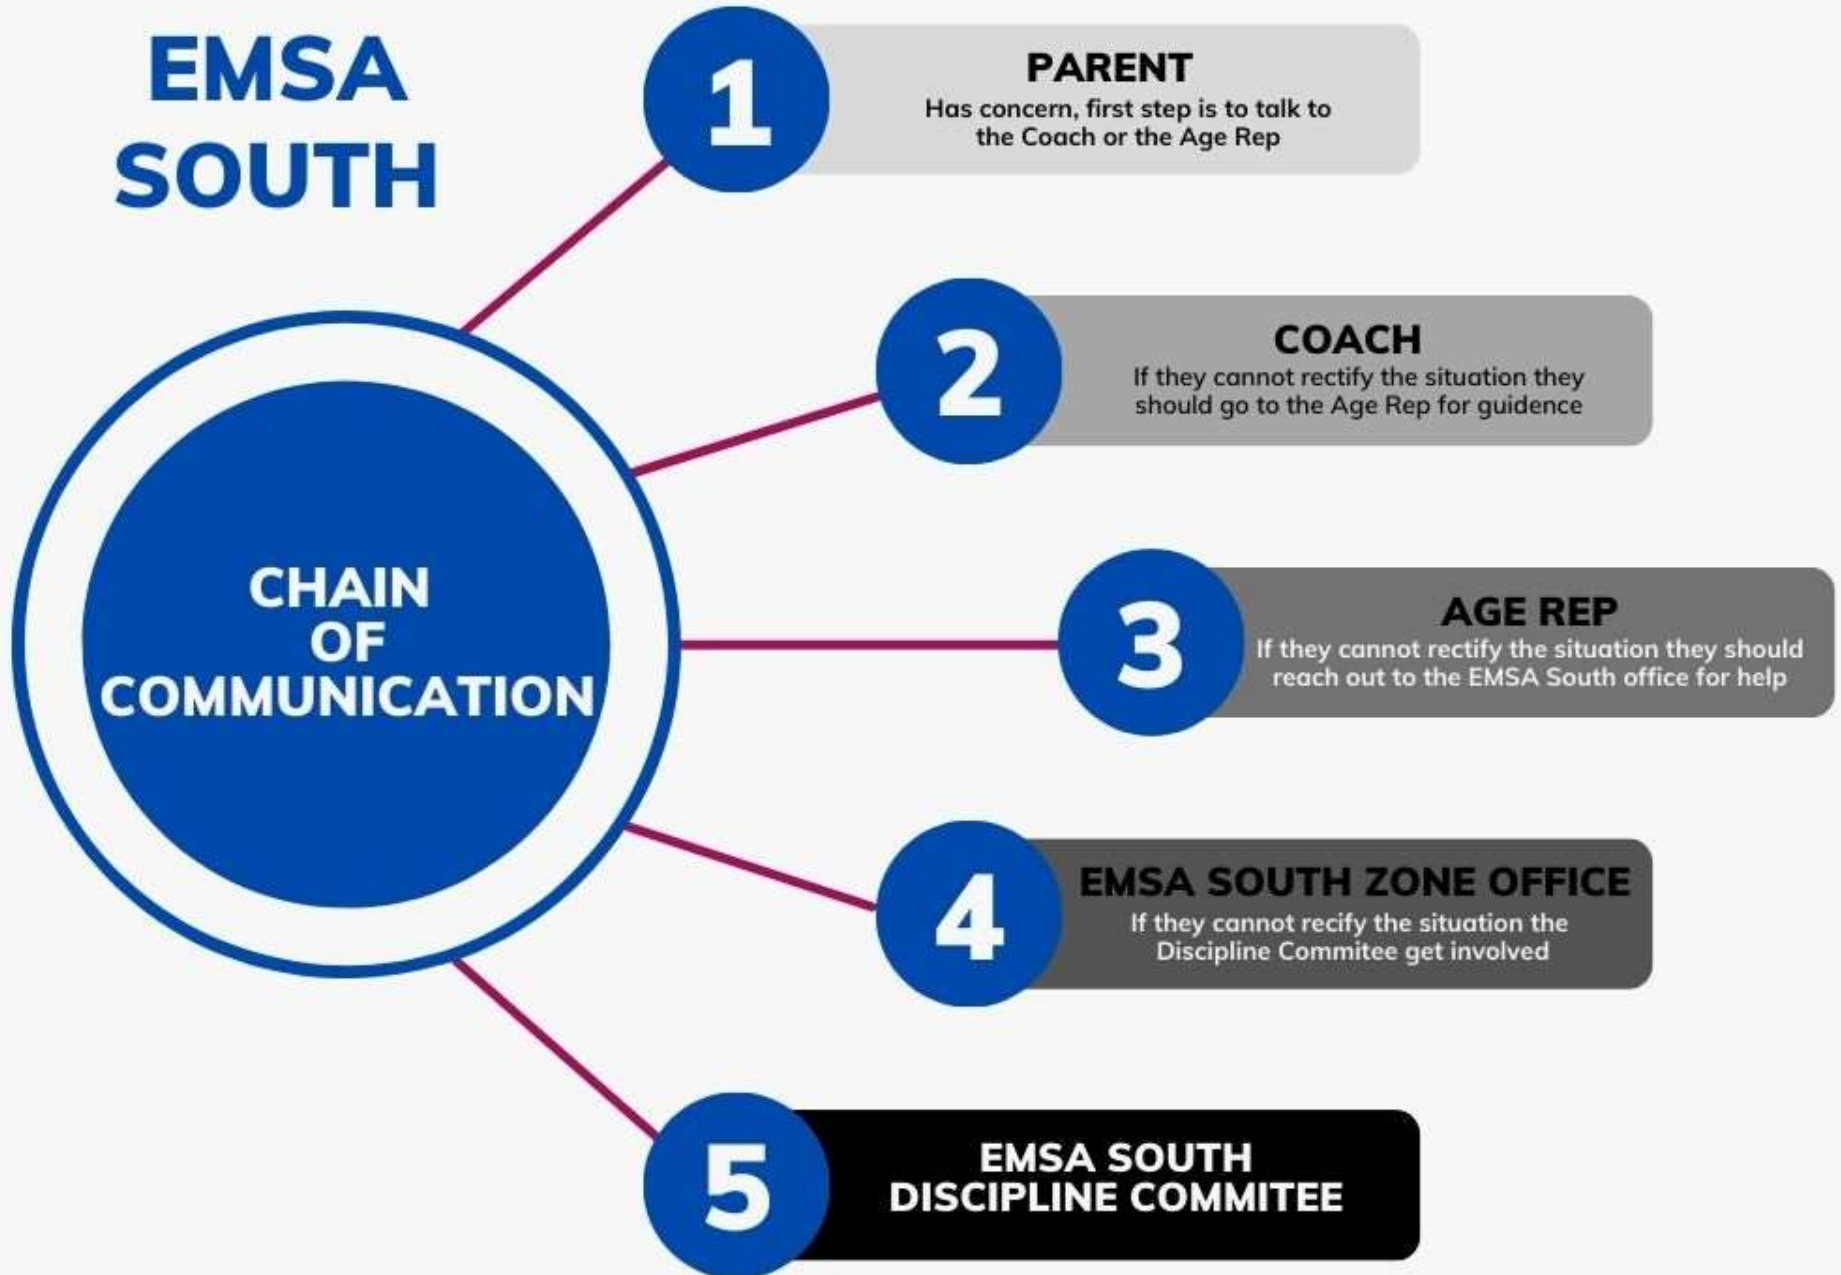 EMSA
SOUTH
1
PARENT
Has concern, first step is to talk to
the Coach or the Age Rep
2
COACH
If they cannot rectify the situation they
should go to the Age Rep for guidence
CHAIN
OF
COMMUNICATION
3
AGE REP
If they cannot rectify the situation they should
reach out to the EMSA South office for help
4
EMSA SOUTH ZONE OFFICE
If they cannot recify the situation the
Discipline Commitee get involved
5
EMSA SOUTH
DISCIPLINE COMMITEE